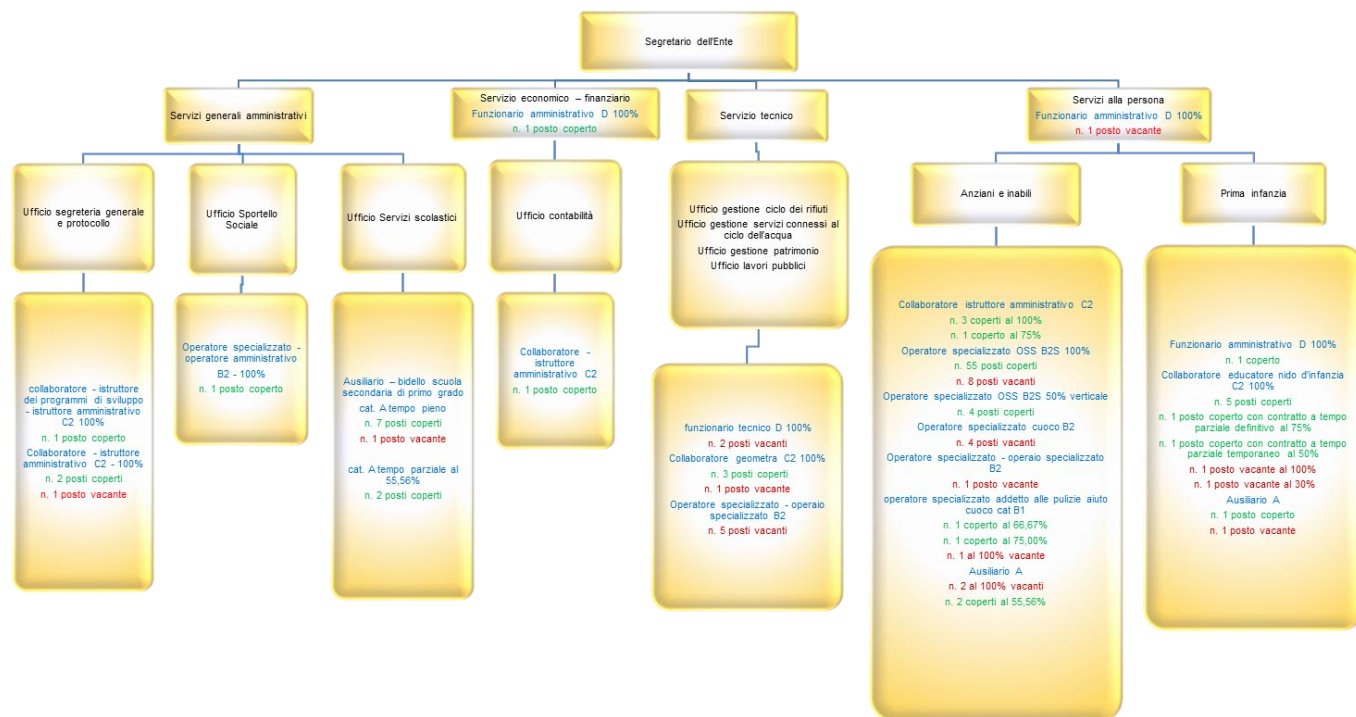 Segretario dell'Ente
Servizi generali amministrativi
Servizio economico – finanziario
Funzionario amministrativo D 100%
n. 1 posto coperto
Servizio tecnico
Servizi alla persona
Funzionario amministrativo D 100%
n. 1 posto vacante
Ufficio segreteria generale
e protocollo
Ufficio Sportello
Sociale
Ufficio Servizi scolastici
Ufficio contabilità
Ufficio gestione ciclo dei rifiuti
Ufficio gestione servizi connessi al
ciclo dell'acqua
Ufficio gestione patrimonio
Ufficio lavori pubblici
Anziani e inabili
Prima infanzia
collaboratore - istruttore
dei programmi di sviluppo
- istruttore amministrativo
C2 100%
n. 1 posto coperto
Collaboratore - istruttore
amministrativo C2 - 100%
n. 2 posti coperti
n. 1 posto vacante
Operatore specializzato -
operatore amministrativo
B2 - 100%
n. 1 posto coperto
Ausiliario – bidello scuola
secondaria di primo grado
cat. A tempo pieno
n. 7 posti coperti
n. 1 posto vacante
cat. A tempo parziale al
55,56%
n. 2 posti coperti
Collaboratore -
istruttore
amministrativo C2
n. 1 posto coperto
funzionario tecnico D 100%
n. 2 posti vacanti
Collaboratore geometra C2 100%
n. 3 posti coperti
n. 1 posto vacante
Operatore specializzato - operaio
specializzato B2
n. 5 posti vacanti
Collaboratore istruttore amministrativo C2
n. 3 coperti al 100%
n. 1 coperto al 75%
Operatore specializzato OSS B2S 100%
n. 55 posti coperti
n. 8 posti vacanti
Operatore specializzato OSS B2S 50% verticale
n. 4 posti coperti
Operatore specializzato cuoco B2
n. 4 posti vacanti
Operatore specializzato - operaio specializzato
B2
n. 1 posto vacante
operatore specializzato addetto alle pulizie aiuto
cuoco cat B1
n. 1 coperto al 66,67%
n. 1 coperto al 75,00%
n. 1 al 100% vacante
Ausiliario A
n. 2 al 100% vacanti
n. 2 coperti al 55,56%
Funzionario amministrativo D 100%
n. 1 coperto
Collaboratore educatore nido d'infanzia
C2 100%
n. 5 posti coperti
n. 1 posto coperto con contratto a tempo
parziale definitivo al 75%
n. 1 posto coperto con contratto a tempo
parziale temporaneo al 50%
n. 1 posto vacante al 100%
n. 1 posto vacante al 30%
Ausiliario A
n. 1 posto coperto
n. 1 posto vacante